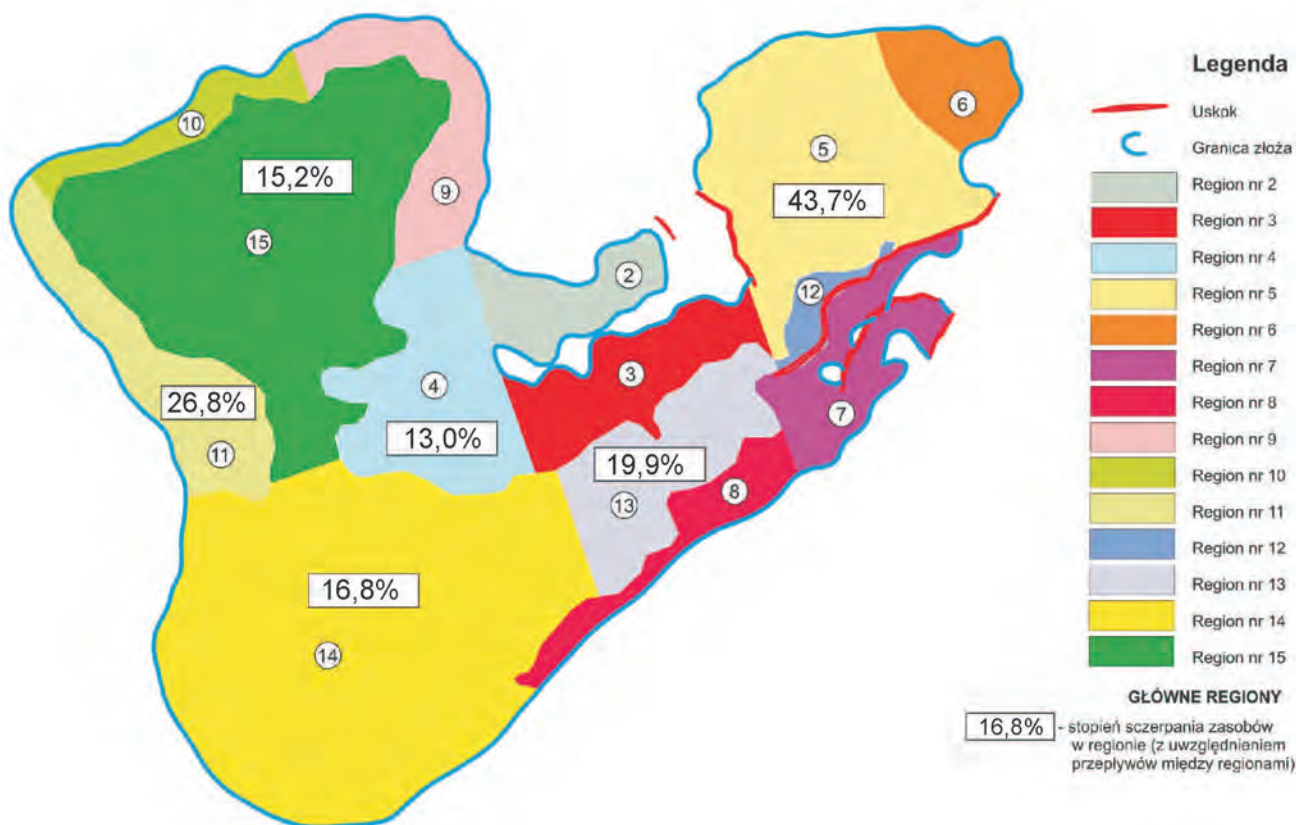 6
10
5
15,2%
9
43,7%
15
2
12
3
4
26,8%
7
13,0%
11
19,9%
8
13
16,8%
14
Legenda
Uskok
Granica złoża
Region nr 2
Region nr 3
Region nr 4
Region nr 5
Region nr 6
Region nr 7
Region nr 8
Region nr 9
Region nr 10
Region nr 11
Region nr 12
Region nr 13
Region nr 14
Region nr 15
GŁÓWNE REGIONY
16,8% - stopień sczerpania zasobów
w regionie (z uwzględnieniem
przepływów między regionami)